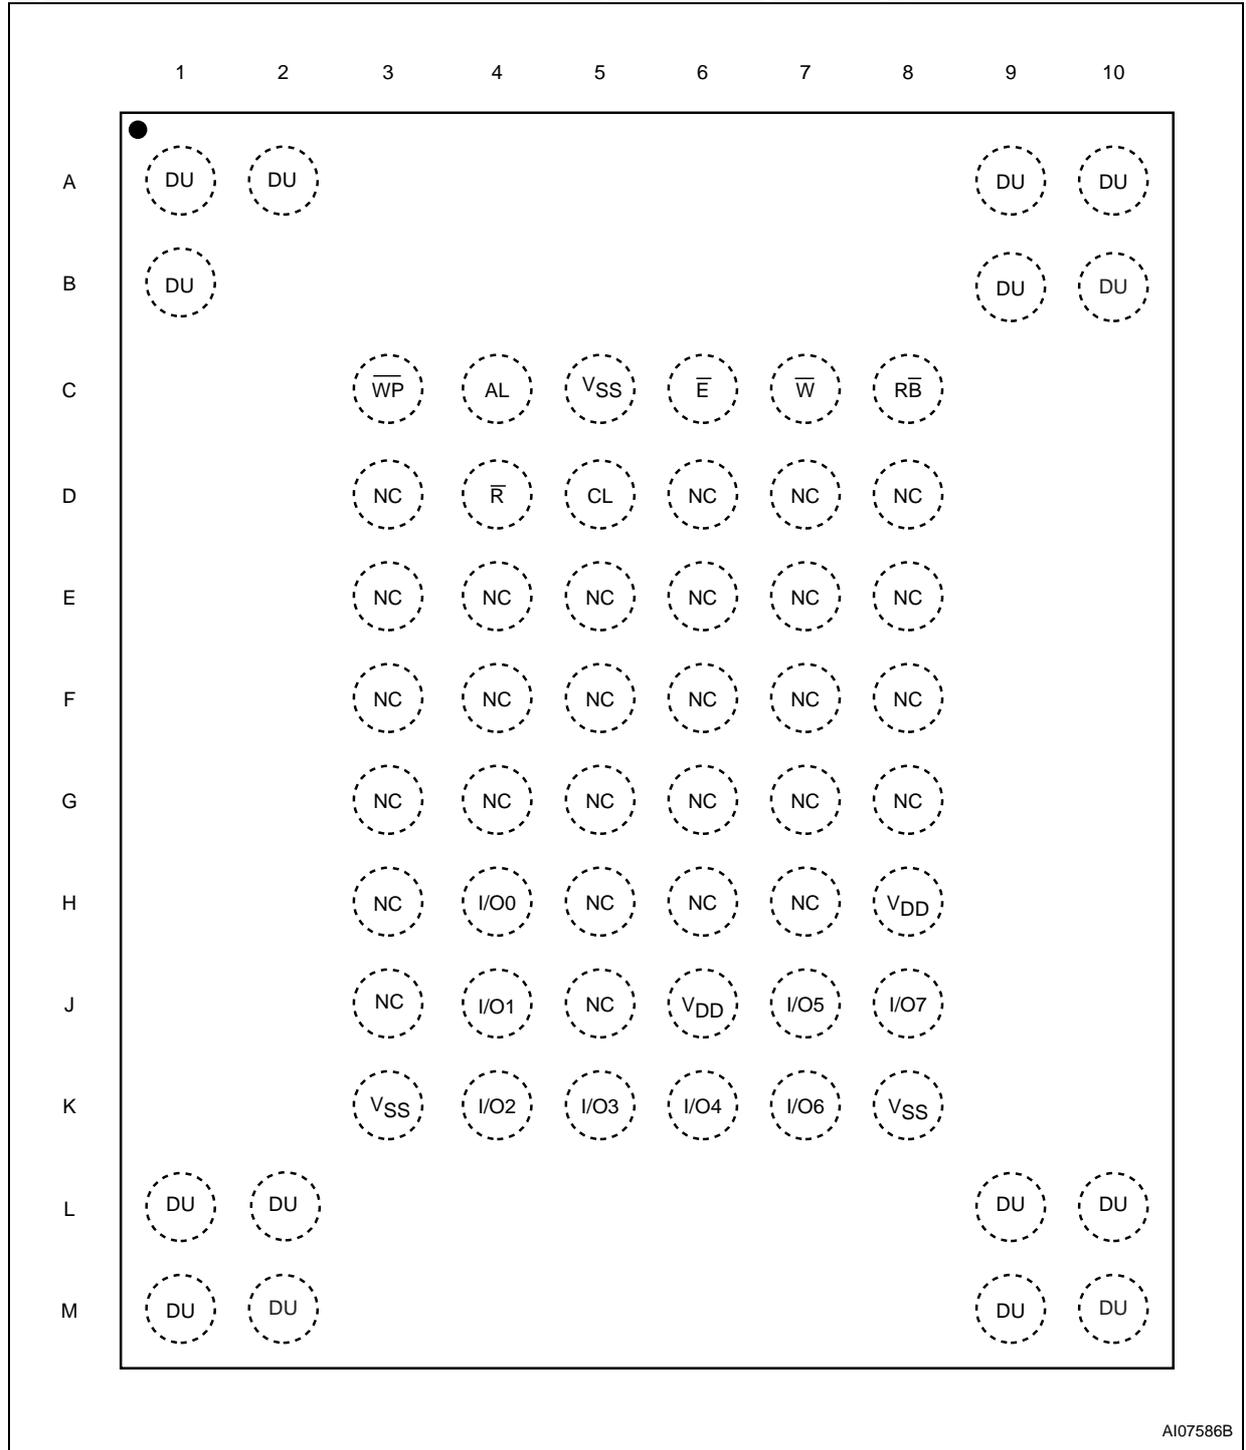 1 2 3 4 5 6 7 8 9 10
A DU DU DU DU
B DU DU DU
C W̅P̅ AL VSS E̅ W̅ RB̅
D NC R̅ CL NC NC NC
E NC NC NC NC NC NC
F NC NC NC NC NC NC
G NC NC NC NC NC NC
H NC I/O0 NC NC NC VDD
J NC I/O1 NC VDD I/O5 I/O7
K VSS I/O2 I/O3 I/O4 I/O6 VSS
L DU DU DU DU
M DU DU DU DU
AI07586B